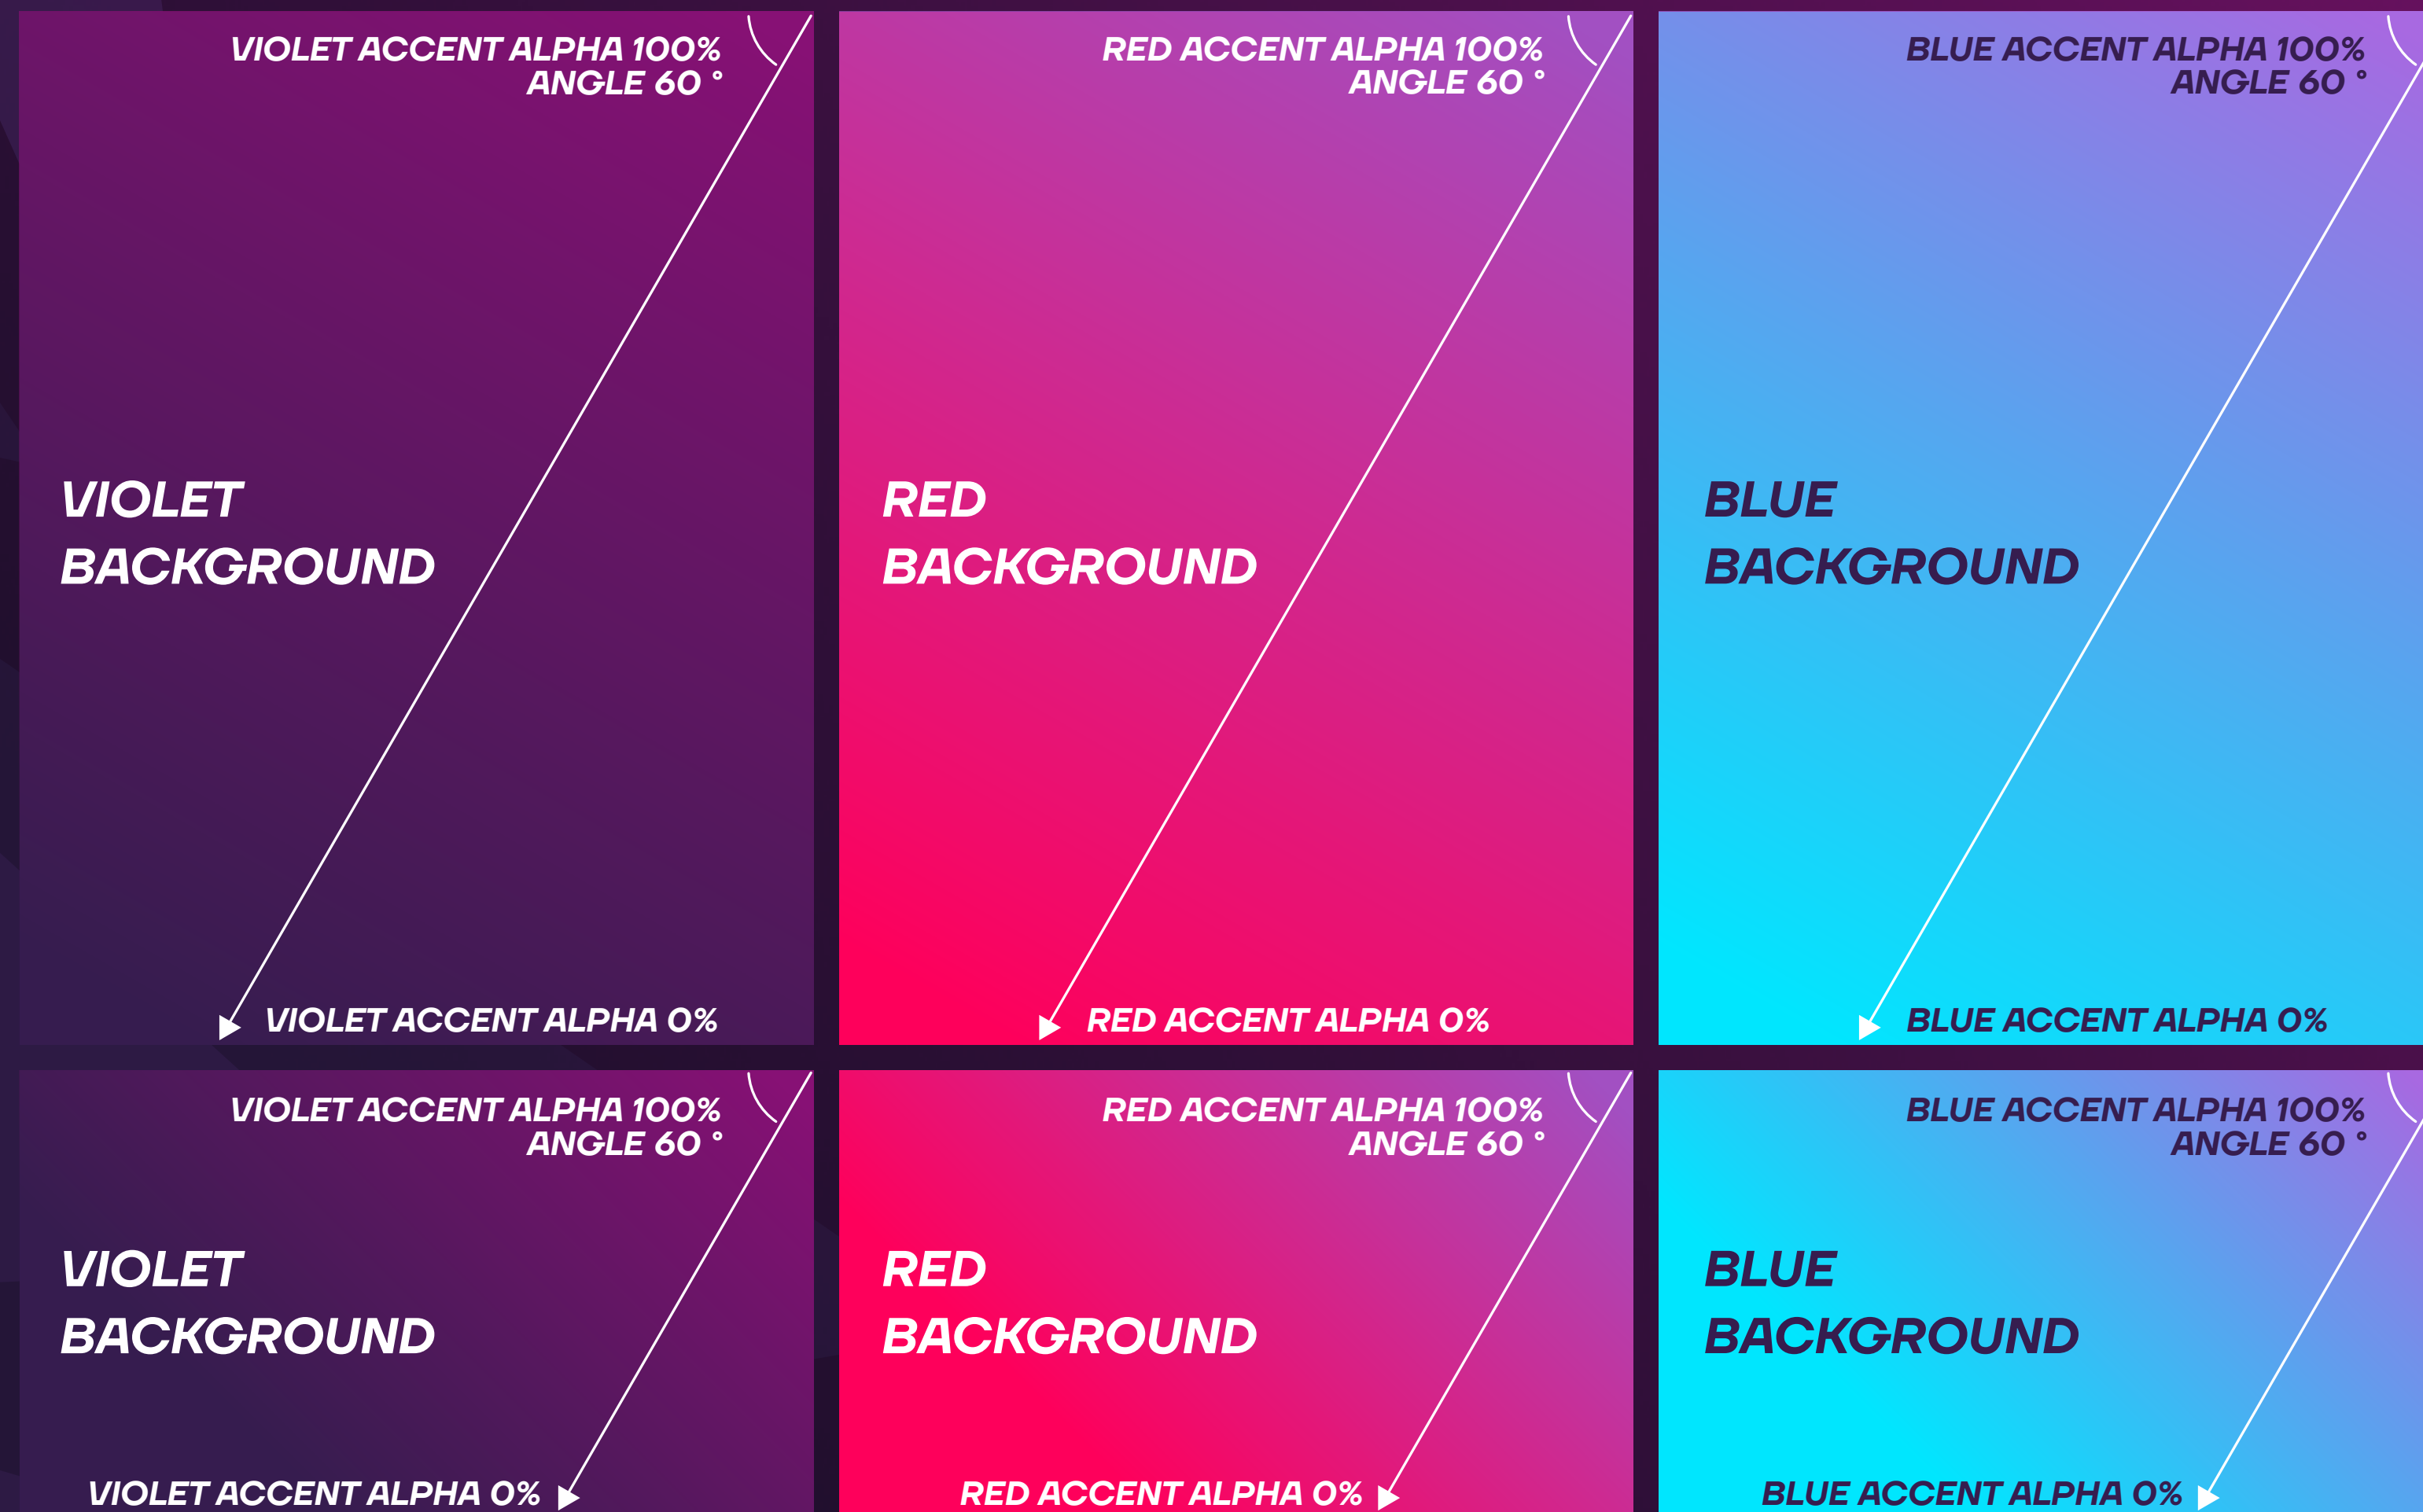 VIOLET ACCENT ALPHA 100%
ANGLE 60 °
VIOLET
BACKGROUND
VIOLET ACCENT ALPHA 0%
RED ACCENT ALPHA 100%
ANGLE 60 °
RED
BACKGROUND
RED ACCENT ALPHA 0%
BLUE ACCENT ALPHA 100%
ANGLE 60 °
BLUE
BACKGROUND
BLUE ACCENT ALPHA 0%
VIOLET ACCENT ALPHA 100%
ANGLE 60 °
VIOLET
BACKGROUND
VIOLET ACCENT ALPHA 0%
RED ACCENT ALPHA 100%
ANGLE 60 °
RED
BACKGROUND
RED ACCENT ALPHA 0%
BLUE ACCENT ALPHA 100%
ANGLE 60 °
BLUE
BACKGROUND
BLUE ACCENT ALPHA 0%